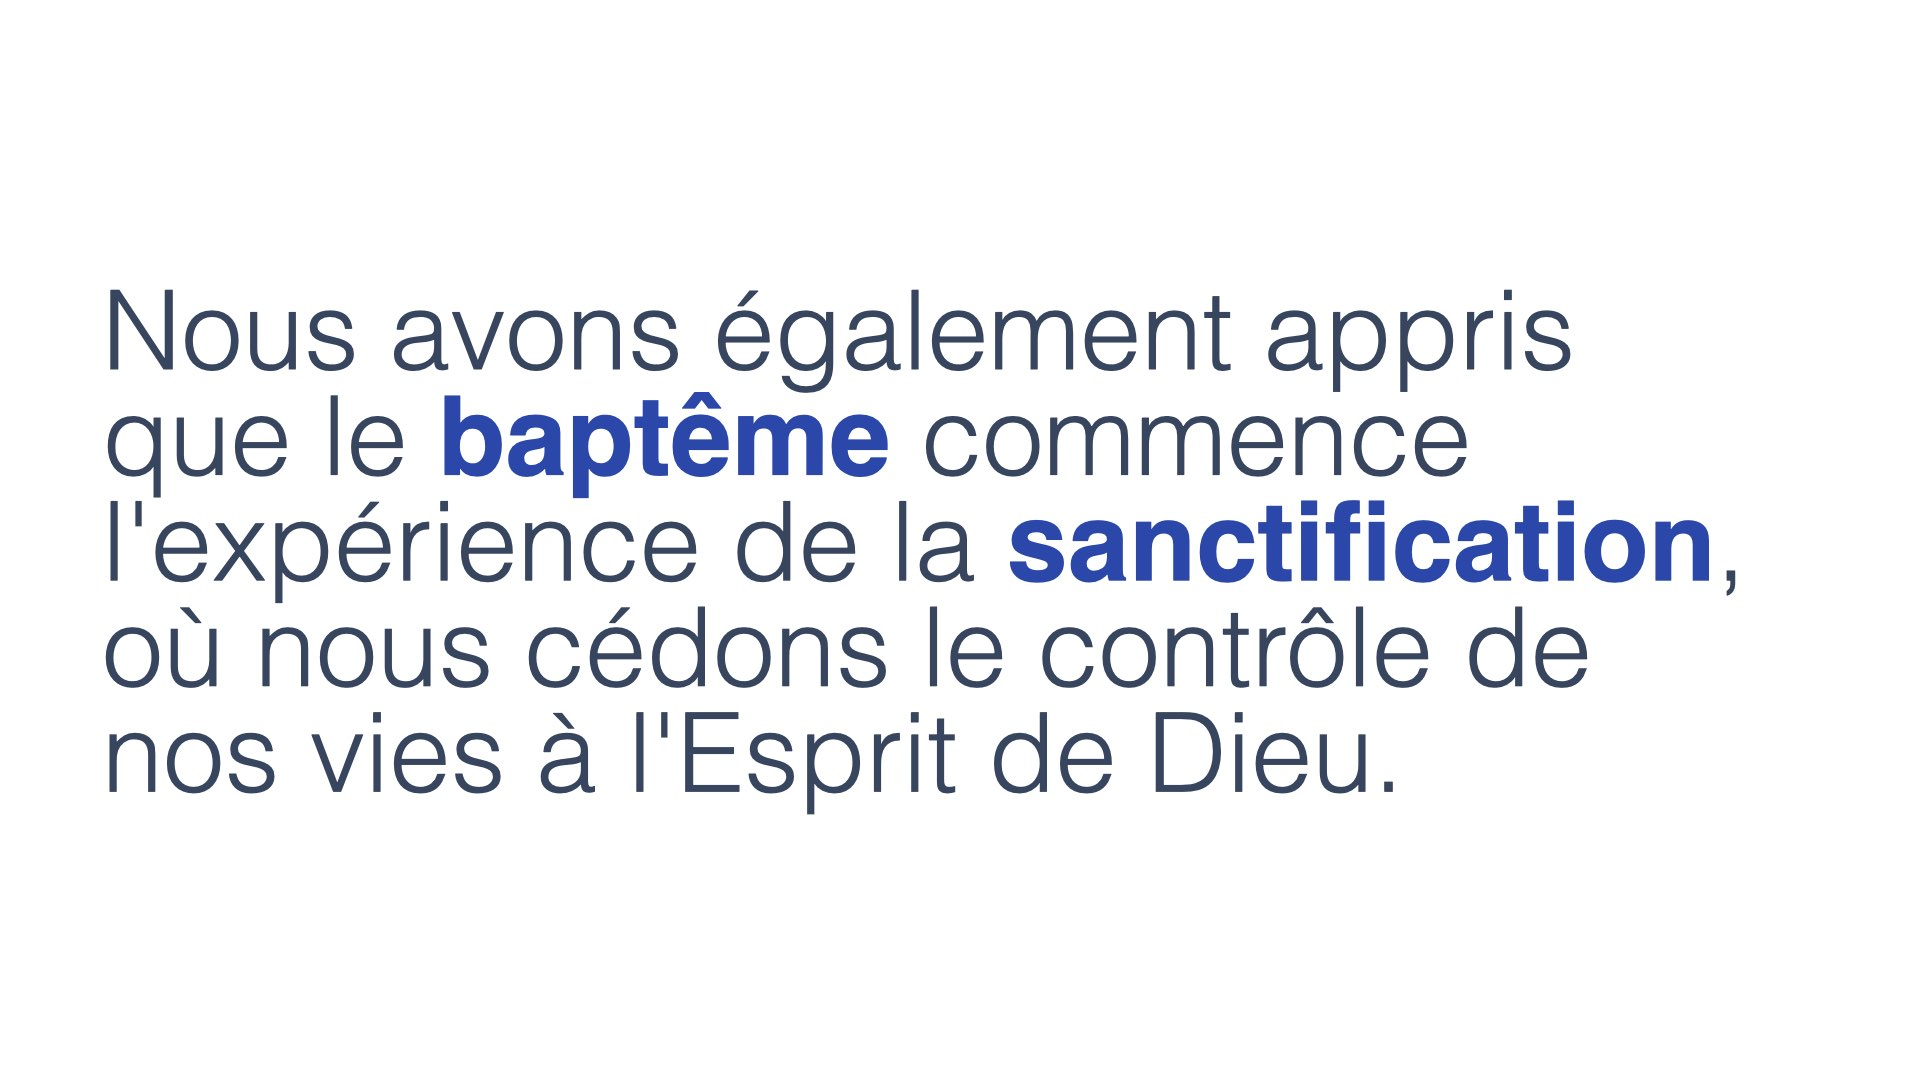 Nous avons également appris
que le baptême commence
l'expérience de la sanctification,
où nous cédons le contrôle de
nos vies à l'Esprit de Dieu.